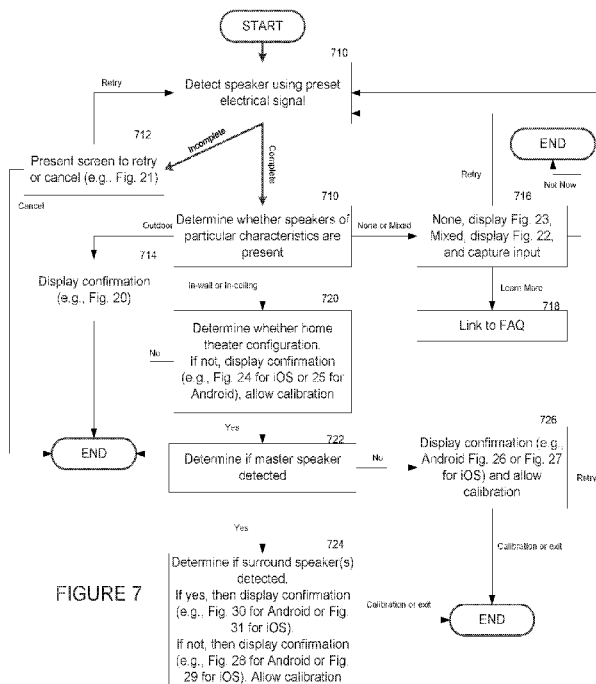 START
710
Detect speaker using preset
electrical signal
Retry
712
Present screen to retry
or cancel (e.g., Fig. 21)
Cancel
Incomplete
Complete
END
Not Now
Retry
710
Determine whether speakers of
particular characteristics are
present
Outdoor
None or Mixed
716
None, display Fig. 23,
Mixed, display Fig. 22,
and capture input
714
Display confirmation
(e.g., Fig. 20)
In-wall or In-ceiling
Learn More
718
Link to FAQ
720
Determine whether home
theater configuration.
If not, display confirmation
(e.g., Fig. 24 for iOS or 25 for
Android), allow calibration
No
Yes
722
Determine if master speaker
detected
No
END
726
Display confirmation (e.g.,
Android Fig. 26 or Fig. 27
for iOS) and allow
calibration
Retry
Yes
Calibration or exit
724
Determine if surround speaker(s)
detected.
If yes, then display confirmation
(e.g., Fig. 30 for Android or Fig.
31 for iOS).
If not, then display confirmation
(e.g., Fig. 28 for Android or Fig.
29 for iOS). Allow calibration
Calibration or exit
END
FIGURE 7